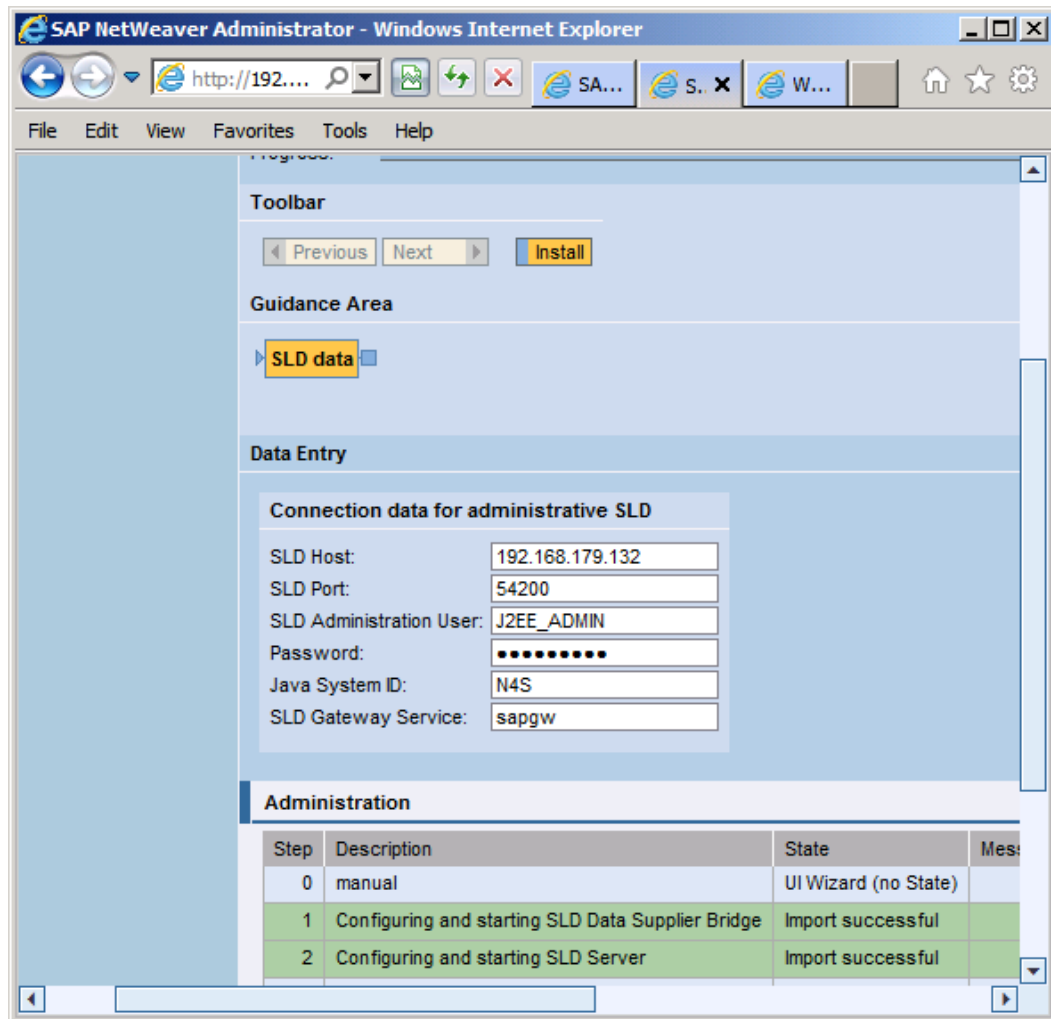 SAP NetWeaver Administrator - Windows Internet Explorer
http://192.... SA... S.. W...
File Edit View Favorites Tools Help
Progress:
Toolbar
Previous Next Install
Guidance Area
SLD data
Data Entry
Connection data for administrative SLD
SLD Host: 192.168.179.132
SLD Port: 54200
SLD Administration User: J2EE_ADMIN
Password: •••••••••
Java System ID: N4S
SLD Gateway Service: sapgw
Administration
Step Description State Mess
0 manual UI Wizard (no State)
1 Configuring and starting SLD Data Supplier Bridge Import successful
2 Configuring and starting SLD Server Import successful